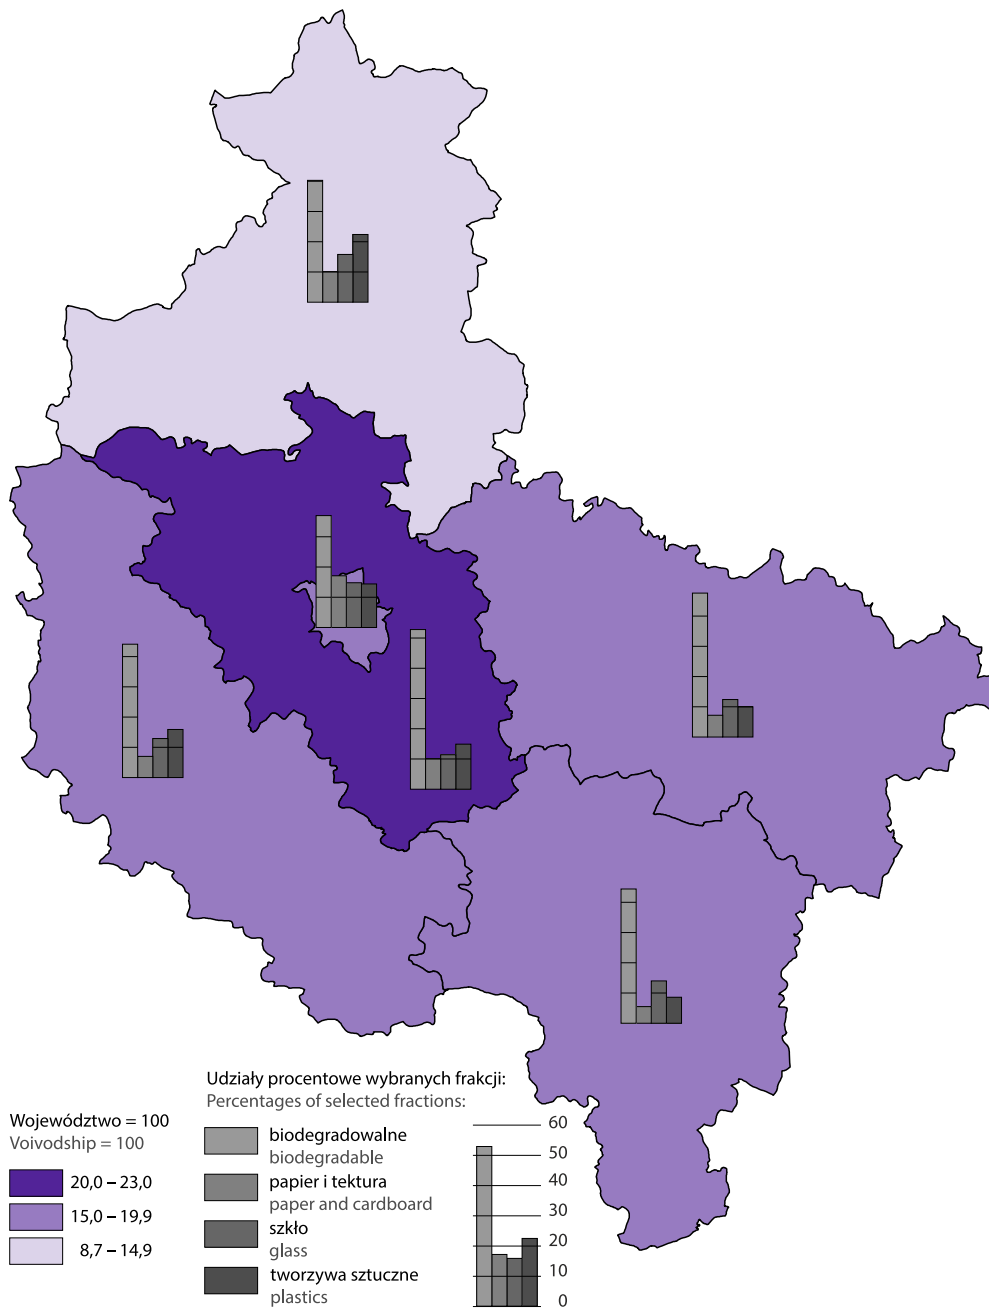 Województwo = 100
Voivodship = 100
20,0 – 23,0
15,0 – 19,9
8,7 – 14,9
Udziały procentowe wybranych frakcji:
Percentages of selected fractions:
biodegradowalne
biodegradable
papier i tektura
paper and cardboard
szkło
glass
tworzywa sztuczne
plastics
60
50
40
30
20
10
0